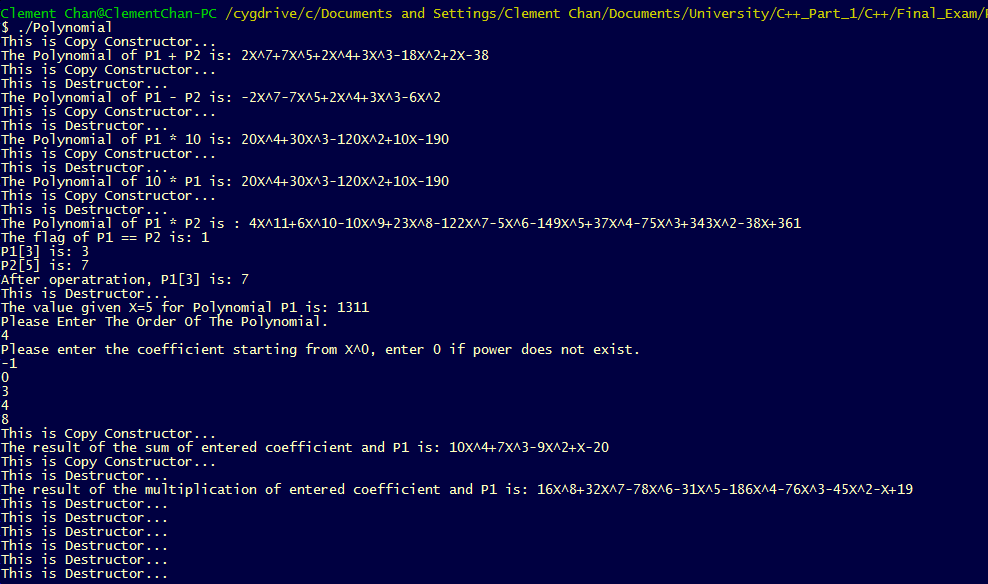 Clement Chan@ClementChan-PC /cygdrive/c/Documents and Settings/Clement Chan/Documents/University/C++_Part_1/C++/Final_Exam/
$ ./Polynomial
This is Copy Constructor...
The Polynomial of P1 + P2 is: 2X^7+7X^5+2X^4+3X^3-18X^2+2X-38
This is Copy Constructor...
This is Destructor...
The Polynomial of P1 - P2 is: -2X^7-7X^5+2X^4+3X^3-6X^2
This is Copy Constructor...
This is Destructor...
The Polynomial of P1 * 10 is: 20X^4+30X^3-120X^2+10X-190
This is Copy Constructor...
This is Destructor...
The Polynomial of 10 * P1 is: 20X^4+30X^3-120X^2+10X-190
This is Copy Constructor...
This is Destructor...
The Polynomial of P1 * P2 is : 4X^11+6X^10-10X^9+23X^8-122X^7-5X^6-149X^5+37X^4-75X^3+343X^2-38X+361
The flag of P1 == P2 is: 1
P1[3] is: 3
P2[5] is: 7
After operatration, P1[3] is: 7
This is Destructor...
The value given X=5 for Polynomial P1 is: 1311
Please Enter The Order Of The Polynomial.
4
Please enter the coefficient starting from X^0, enter 0 if power does not exist.
-1
0
3
4
8
This is Copy Constructor...
The result of the sum of entered coefficient and P1 is: 10X^4+7X^3-9X^2+X-20
This is Copy Constructor...
This is Destructor...
The result of the multiplication of entered coefficient and P1 is: 16X^8+32X^7-78X^6-31X^5-186X^4-76X^3-45X^2-X+19
This is Destructor...
This is Destructor...
This is Destructor...
This is Destructor...
This is Destructor...
This is Destructor...